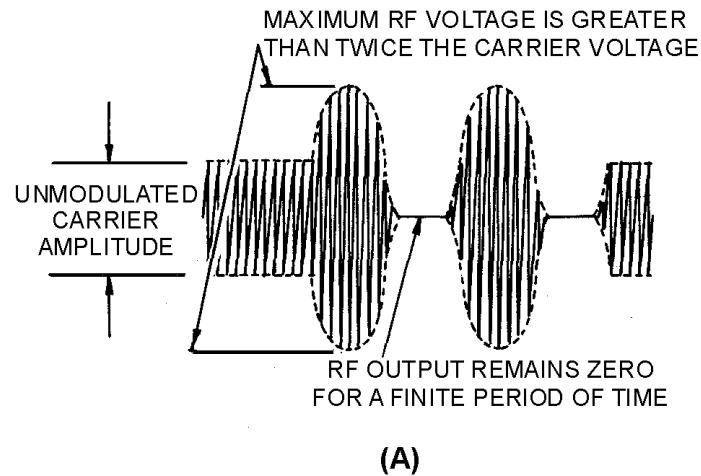 MAXIMUM RF VOLTAGE IS GREATER
THAN TWICE THE CARRIER VOLTAGE
UNMODULATED
CARRIER
AMPLITUDE
RF OUTPUT REMAINS ZERO
FOR A FINITE PERIOD OF TIME
(A)